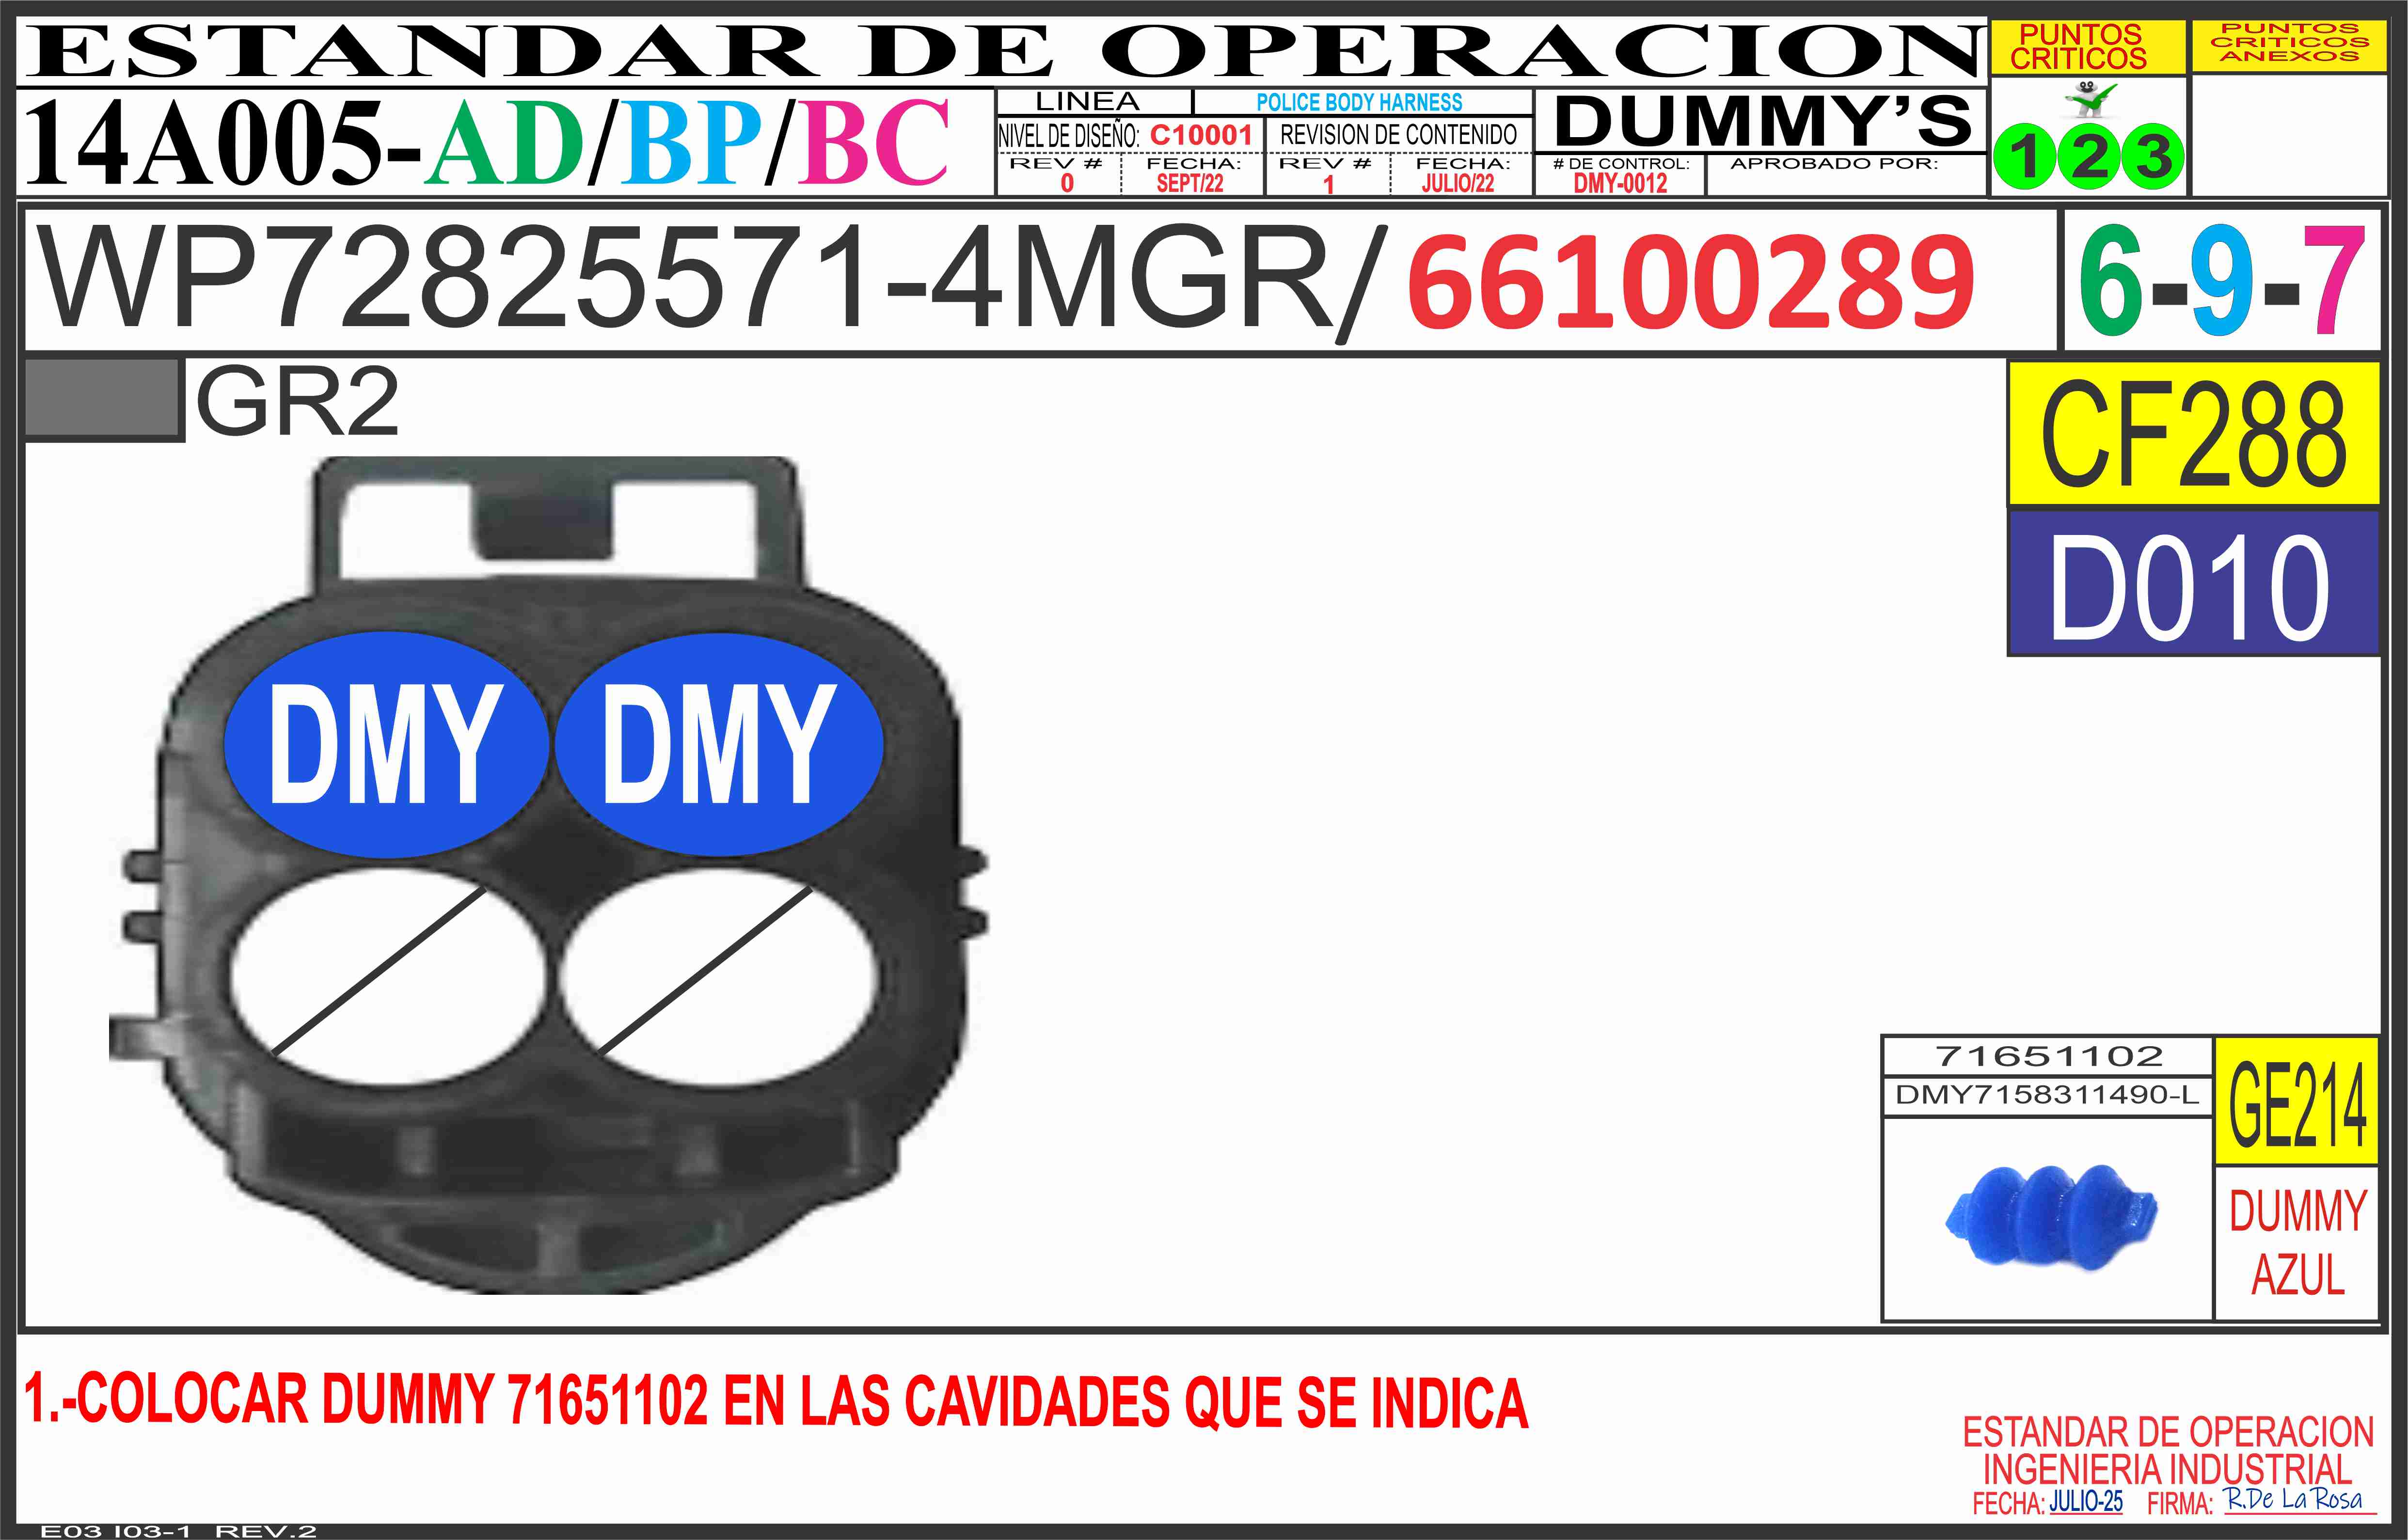 ESTANDAR DE OPERACION
PUNTOS
CRITICOS
PUNTOS
CRITICOS
ANEXOS
14A005-AD/BP/BC
LINEA
POLICE BODY HARNESS
DUMMY’S
NIVEL DE DISEÑO: C10001
REVISION DE CONTENIDO
REV # FECHA: REV # FECHA:
0 SEPT/22 1 JULIO/22
# DE CONTROL: APROBADO POR:
DMY-0012
1 2 3
WP72825571-4MGR/66100289
6-9-7
GR2
CF288
D010
DMY DMY
71651102
DMY7158311490-L
GE214
DUMMY
AZUL
1.-COLOCAR DUMMY 71651102 EN LAS CAVIDADES QUE SE INDICA
ESTANDAR DE OPERACION
INGENIERIA INDUSTRIAL
FECHA: JULIO-25 FIRMA: R.De La Rosa
E03 I03-1 REV.2